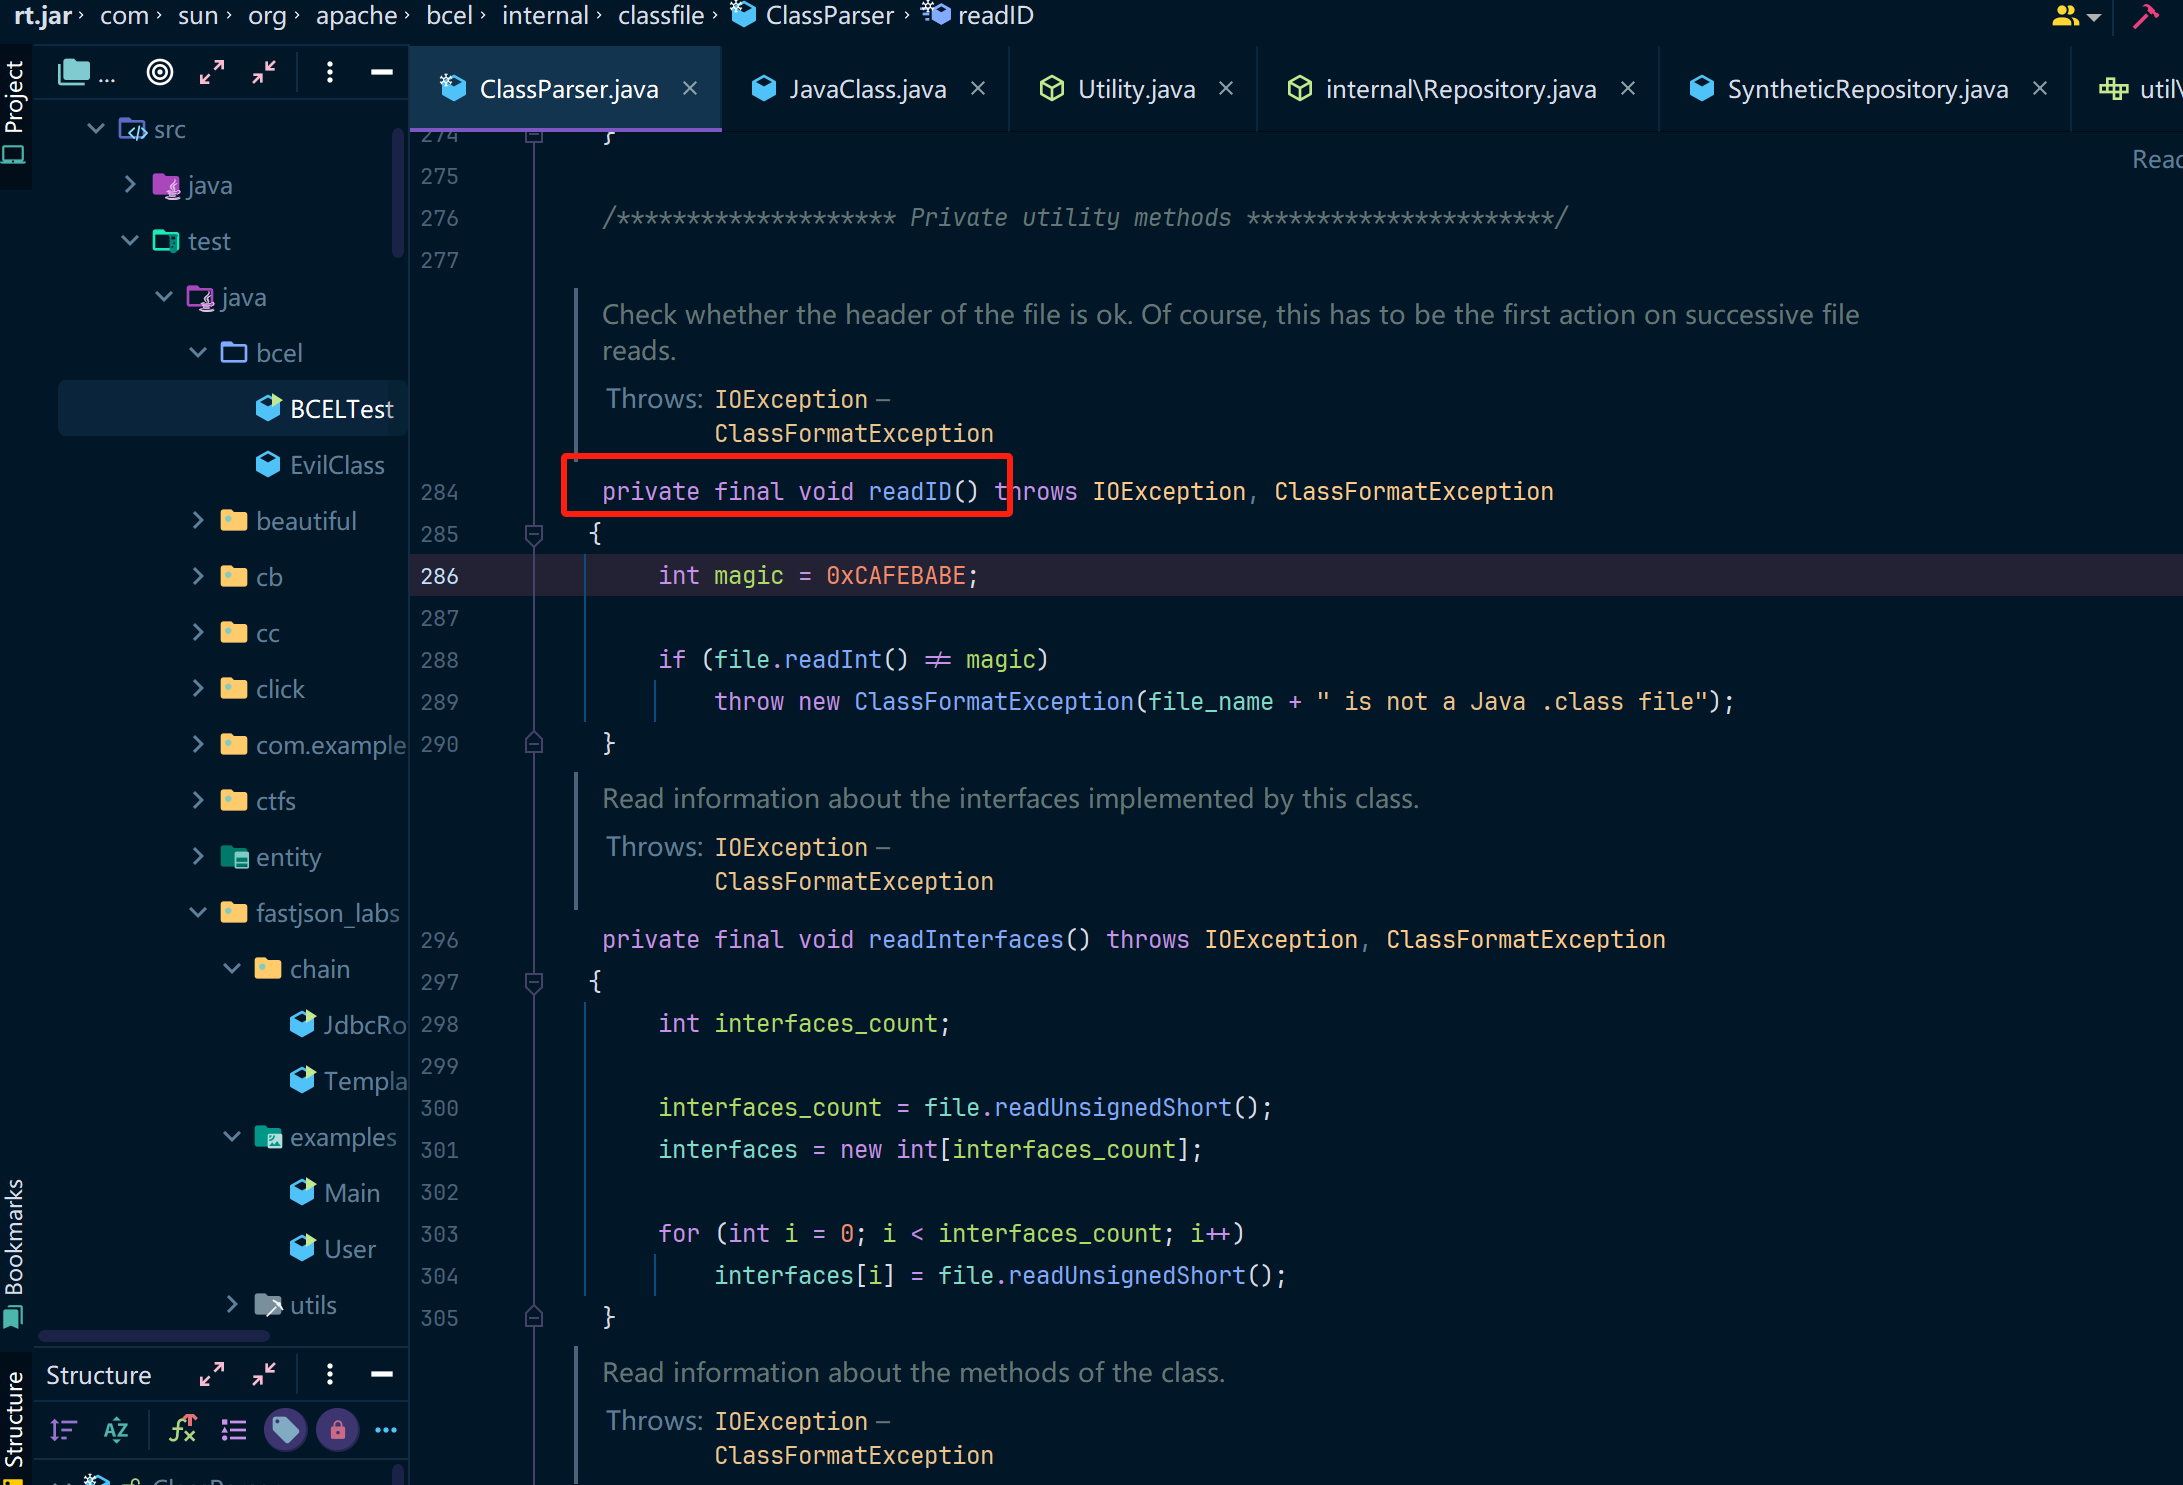 rt.jar › com › sun › org › apache › bcel › internal › classfile › ClassParser › readID
Project
...
ClassParser.java
JavaClass.java
Utility.java
internal\Repository.java
SyntheticRepository.java
util\
src
java
test
java
bcel
BCELTest
EvilClass
beautiful
cb
cc
click
com.example
ctfs
entity
fastjson_labs
chain
JdbcRo
Templa
examples
Main
User
utils
Bookmarks
Structure
Structure
Read
274 }
275
276 /******************** Private utility methods **********************/
277
Check whether the header of the file is ok. Of course, this has to be the first action on successive file
reads.
Throws: IOException –
ClassFormatException
284 private final void readID() throws IOException, ClassFormatException
285 {
286 int magic = 0xCAFEBABE;
287
288 if (file.readInt() != magic)
289 throw new ClassFormatException(file_name + " is not a Java .class file");
290 }
Read information about the interfaces implemented by this class.
Throws: IOException –
ClassFormatException
296 private final void readInterfaces() throws IOException, ClassFormatException
297 {
298 int interfaces_count;
299
300 interfaces_count = file.readUnsignedShort();
301 interfaces = new int[interfaces_count];
302
303 for (int i = 0; i < interfaces_count; i++)
304 interfaces[i] = file.readUnsignedShort();
305 }
Read information about the methods of the class.
Throws: IOException –
ClassFormatException